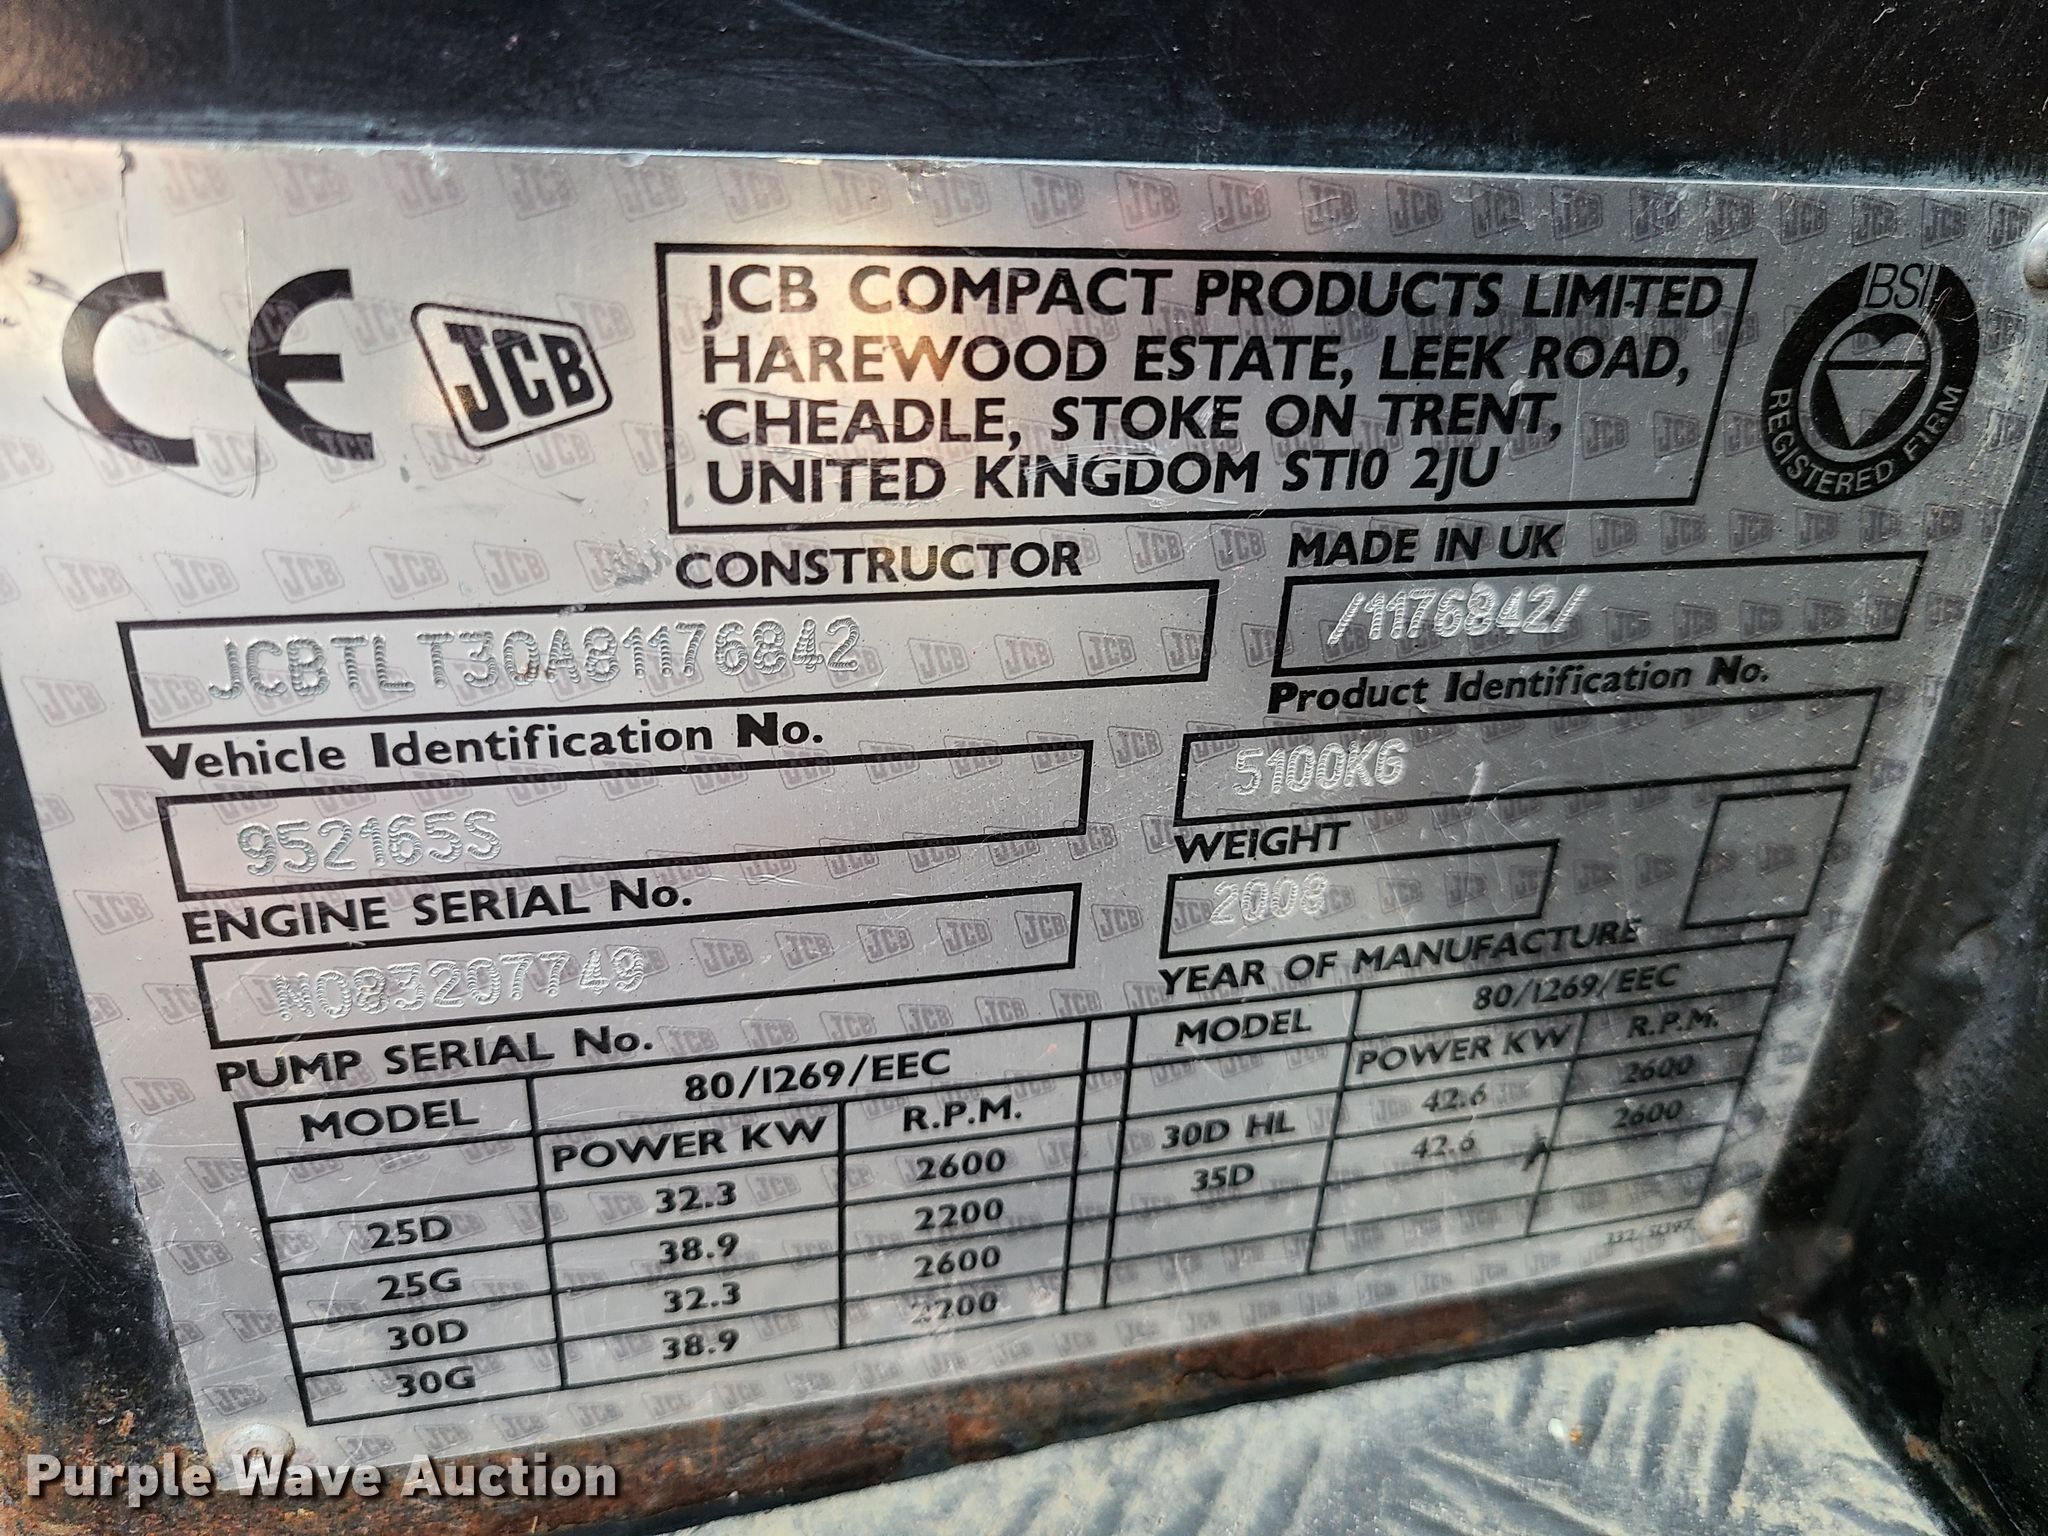 CE
JCB
JCB COMPACT PRODUCTS LIMITED
HAREWOOD ESTATE, LEEK ROAD,
CHEADLE, STOKE ON TRENT,
UNITED KINGDOM ST10 2JU
BSI
REGISTERED FIRM
CONSTRUCTOR
MADE IN UK
JCBTLT30A81176842
Vehicle Identification No.
/1176842/
Product Identification No.
952165S
ENGINE SERIAL No.
5100KG
WEIGHT
N083207749
PUMP SERIAL No.
2008
YEAR OF MANUFACTURE
MODEL 80/1269/EEC
POWER KW R.P.M.
25D 32.3 2600
25G 38.9 2200
30D 32.3 2600
30G 38.9 2200
MODEL 80/1269/EEC
POWER KW R.P.M.
30D HL 42.6 2600
35D 42.6 2600
Purple Wave Auction